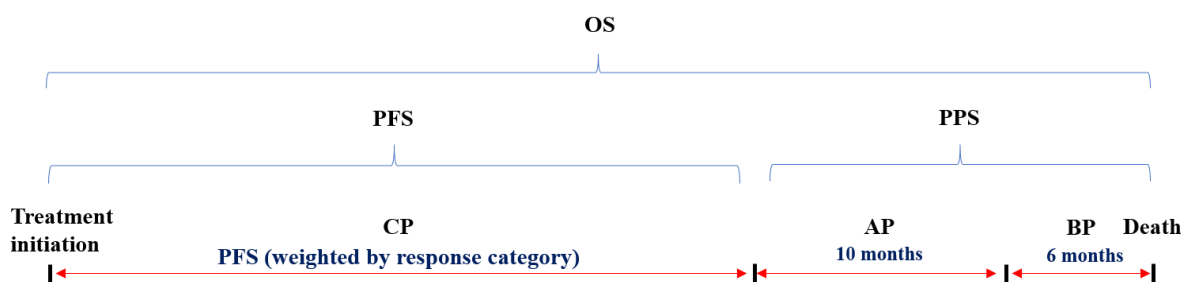 OS
PFS
PPS
Treatment
initiation
CP
PFS (weighted by response category)
AP
10 months
BP
6 months
Death